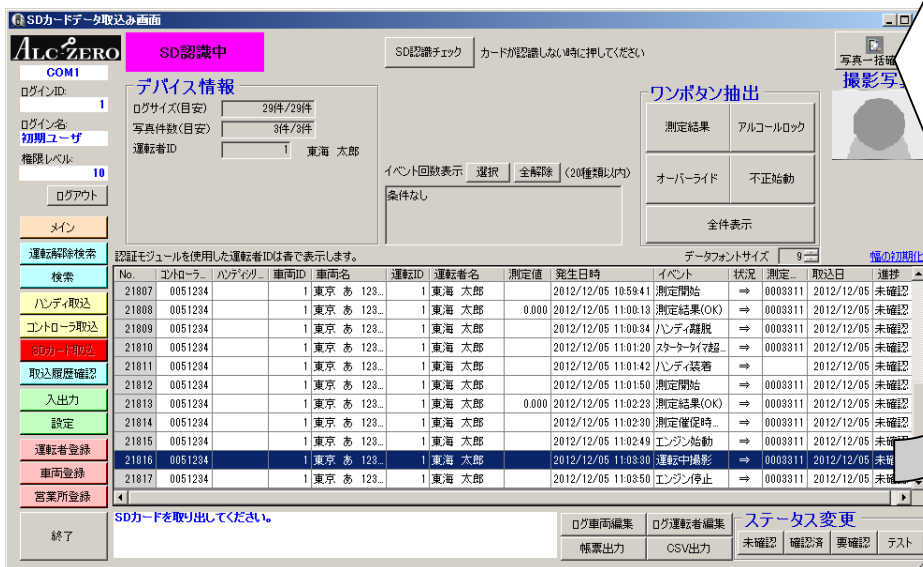 SDカードデータ取込み画面
ALC-ZERO
SD認識中
SD認識チェック
カードが認識しない時に押してください
COM1
ログインID:
1
ログイン名:
初期ユーザ
権限レベル:
10
ログアウト
メイン
運転解除検索
検索
ハンディ取込
コントローラ取込
SDカード取込
取込履歴確認
入出力
設定
運転者登録
車両登録
営業所登録
終了
デバイス情報
ログサイズ(目安) 29件/29件
写真件数(目安) 3件/3件
運転者ID 1 東海 太郎
イベント回数表示 選択 全解除 (20種類以内)
条件なし
ワンボタン抽出
測定結果 アルコールロック
オーバーライド 不正始動
全件表示
写真一括確
撮影写真
認証モジュールを使用した運転者IDは青で表示します。
データフォントサイズ 9
幅の初期化
No. コントローラ... ハンディシリ... 車両ID 車両名 運転ID 運転者名 測定値 発生日時 イベント 状況 測定... 取込日 進捗
21807 0051234 1 東京 あ 123... 1 東海 太郎 2012/12/05 10:59:41 測定開始 ⇒ 0003311 2012/12/05 未確認
21808 0051234 1 東京 あ 123... 1 東海 太郎 0.000 2012/12/05 11:00:13 測定結果(OK) ⇒ 0003311 2012/12/05 未確認
21809 0051234 1 東京 あ 123... 1 東海 太郎 2012/12/05 11:00:34 ハンディ離脱 ⇒ 0003311 2012/12/05 未確認
21810 0051234 1 東京 あ 123... 1 東海 太郎 2012/12/05 11:01:20 スタータータイマ超... ⇒ 0003311 2012/12/05 未確認
21811 0051234 1 東京 あ 123... 1 東海 太郎 2012/12/05 11:01:42 ハンディ装着 ⇒ 2012/12/05 未確認
21812 0051234 1 東京 あ 123... 1 東海 太郎 2012/12/05 11:01:50 測定開始 ⇒ 0003311 2012/12/05 未確認
21813 0051234 1 東京 あ 123... 1 東海 太郎 0.000 2012/12/05 11:02:23 測定結果(OK) ⇒ 0003311 2012/12/05 未確認
21814 0051234 1 東京 あ 123... 1 東海 太郎 2012/12/05 11:02:30 測定催促時... ⇒ 0003311 2012/12/05 未確認
21815 0051234 1 東京 あ 123... 1 東海 太郎 2012/12/05 11:02:49 エンジン始動 ⇒ 0003311 2012/12/05 未確認
21816 0051234 1 東京 あ 123... 1 東海 太郎 2012/12/05 11:03:30 運転中撮影 ⇒ 0003311 2012/12/05 未確
21817 0051234 1 東京 あ 123... 1 東海 太郎 2012/12/05 11:03:50 エンジン停止 ⇒ 0003311 2012/12/05 未確認
SDカードを取り出してください。
ログ車両編集 ログ運転者編集
帳票出力 CSV出力
ステータス変更
未確認 確認済 要確認 テスト